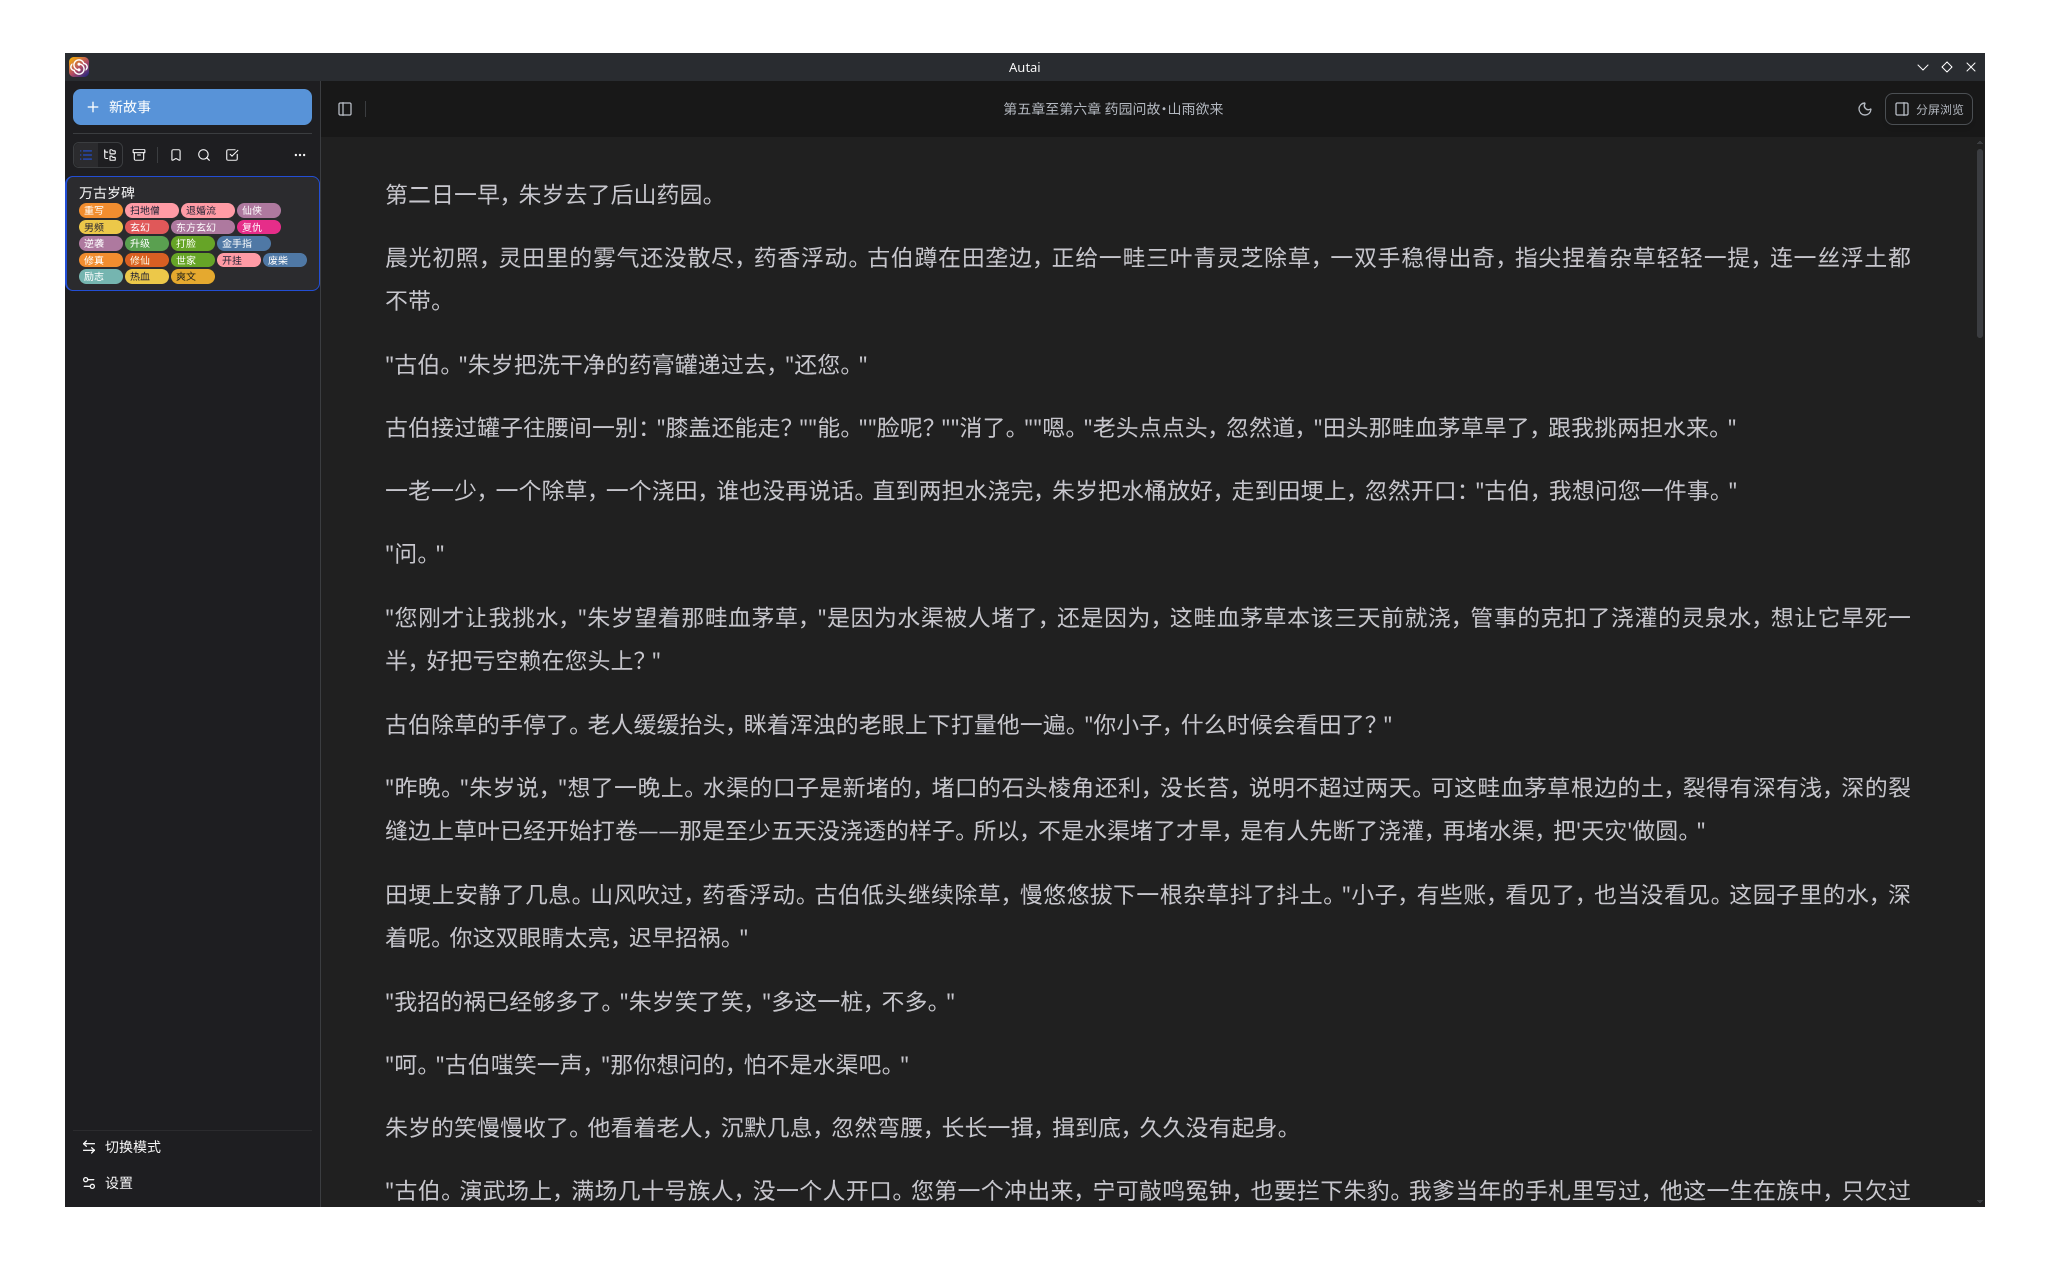 Autai
新故事
第五章至第六章 药园问故•山雨欲来
分屏浏览
万古岁碑
重写 扫地僧 退婚流 仙侠
男频 玄幻 东方玄幻 复仇
逆袭 升级 打脸 金手指
修真 修仙 世家 开挂 废柴
励志 热血 爽文
第二日一早，朱岁去了后山药园。
晨光初照，灵田里的雾气还没散尽，药香浮动。古伯蹲在田垄边，正给一畦三叶青灵芝除草，一双手稳得出奇，指尖捏着杂草轻轻一提，连一丝浮土都
不带。
"古伯。"朱岁把洗干净的药膏罐递过去，"还您。"
古伯接过罐子往腰间一别："膝盖还能走？""能。""脸呢？""消了。""嗯。"老头点点头，忽然道，"田头那畦血茅草旱了，跟我挑两担水来。"
一老一少，一个除草，一个浇田，谁也没再说话。直到两担水浇完，朱岁把水桶放好，走到田埂上，忽然开口："古伯，我想问您一件事。"
"问。"
"您刚才让我挑水，"朱岁望着那畦血茅草，"是因为水渠被人堵了，还是因为，这畦血茅草本该三天前就浇，管事的克扣了浇灌的灵泉水，想让它旱死一
半，好把亏空赖在您头上？"
古伯除草的手停了。老人缓缓抬头，眯着浑浊的老眼上下打量他一遍。"你小子，什么时候会看田了？"
"昨晚。"朱岁说，"想了一晚上。水渠的口子是新堵的，堵口的石头棱角还利，没长苔，说明不超过两天。可这畦血茅草根边的土，裂得有深有浅，深的裂
缝边上草叶已经开始打卷——那是至少五天没浇透的样子。所以，不是水渠堵了才旱，是有人先断了浇灌，再堵水渠，把'天灾'做圆。"
田埂上安静了几息。山风吹过，药香浮动。古伯低头继续除草，慢悠悠拔下一根杂草抖了抖土。"小子，有些账，看见了，也当没看见。这园子里的水，深
着呢。你这双眼睛太亮，迟早招祸。"
"我招的祸已经够多了。"朱岁笑了笑，"多这一桩，不多。"
"呵。"古伯嗤笑一声，"那你想问的，怕不是水渠吧。"
朱岁的笑慢慢收了。他看着老人，沉默几息，忽然弯腰，长长一揖，揖到底，久久没有起身。
"古伯。演武场上，满场几十号族人，没一个人开口。您第一个冲出来，宁可敲鸣冤钟，也要拦下朱豹。我爹当年的手札里写过，他这一生在族中，只欠过
切换模式
设置